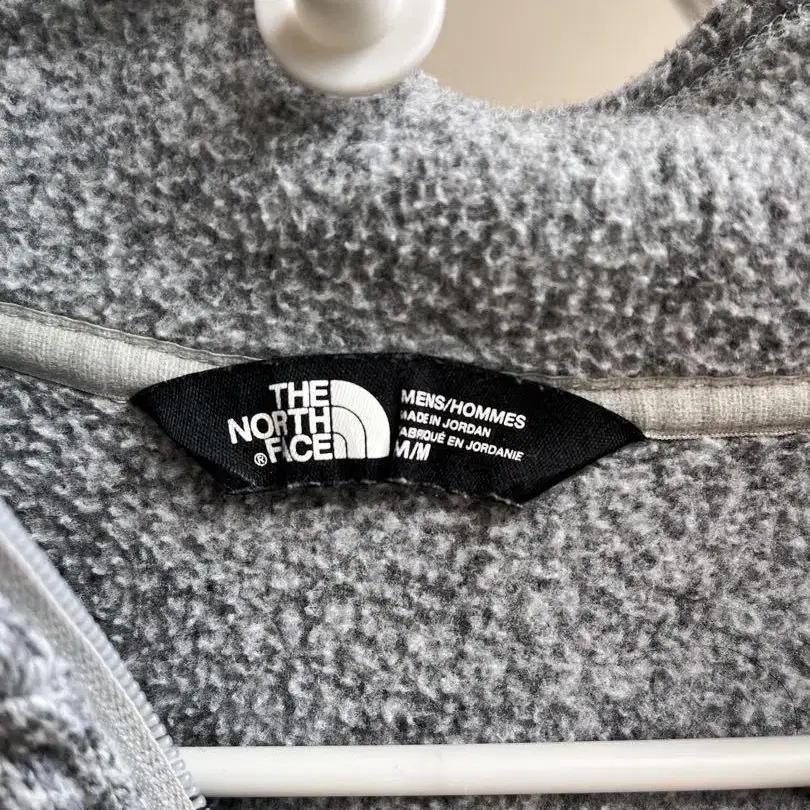 THE
NORTH
FACE
®
MENS/HOMMES
MADE IN JORDAN
FABRIQUÉ EN JORDANIE
M/M